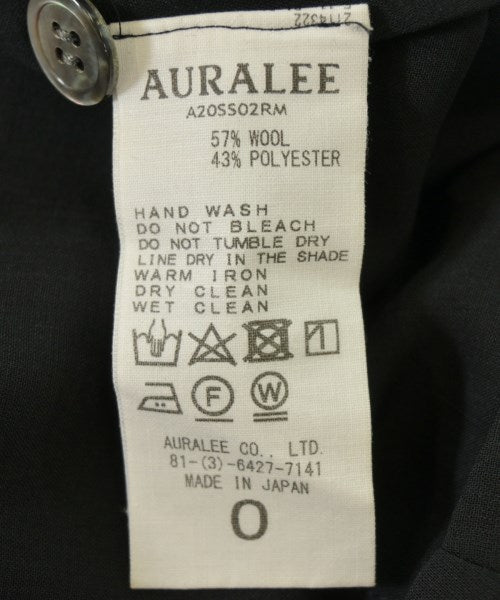 2114322
AURALEE
A20SS02RM
57% WOOL
43% POLYESTER
HAND WASH
DO NOT BLEACH
DO NOT TUMBLE DRY
LINE DRY IN THE SHADE
WARM IRON
DRY CLEAN
WET CLEAN
F W
AURALEE CO., LTD.
81-(3)-6427-7141
MADE IN JAPAN
0